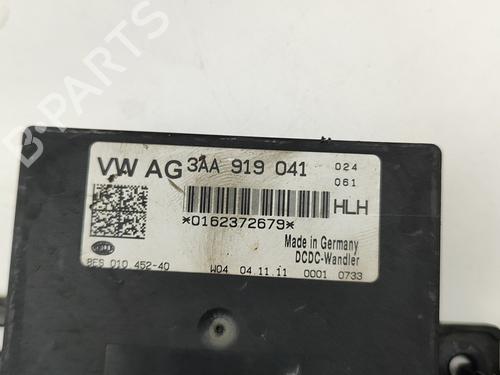 VW AG 3AA 919 041 024
061
HLH
*0162372679*
Made in Germany
DCDC-Wandler
8ES 010 452-40 W04 04.11.11 0001 0733